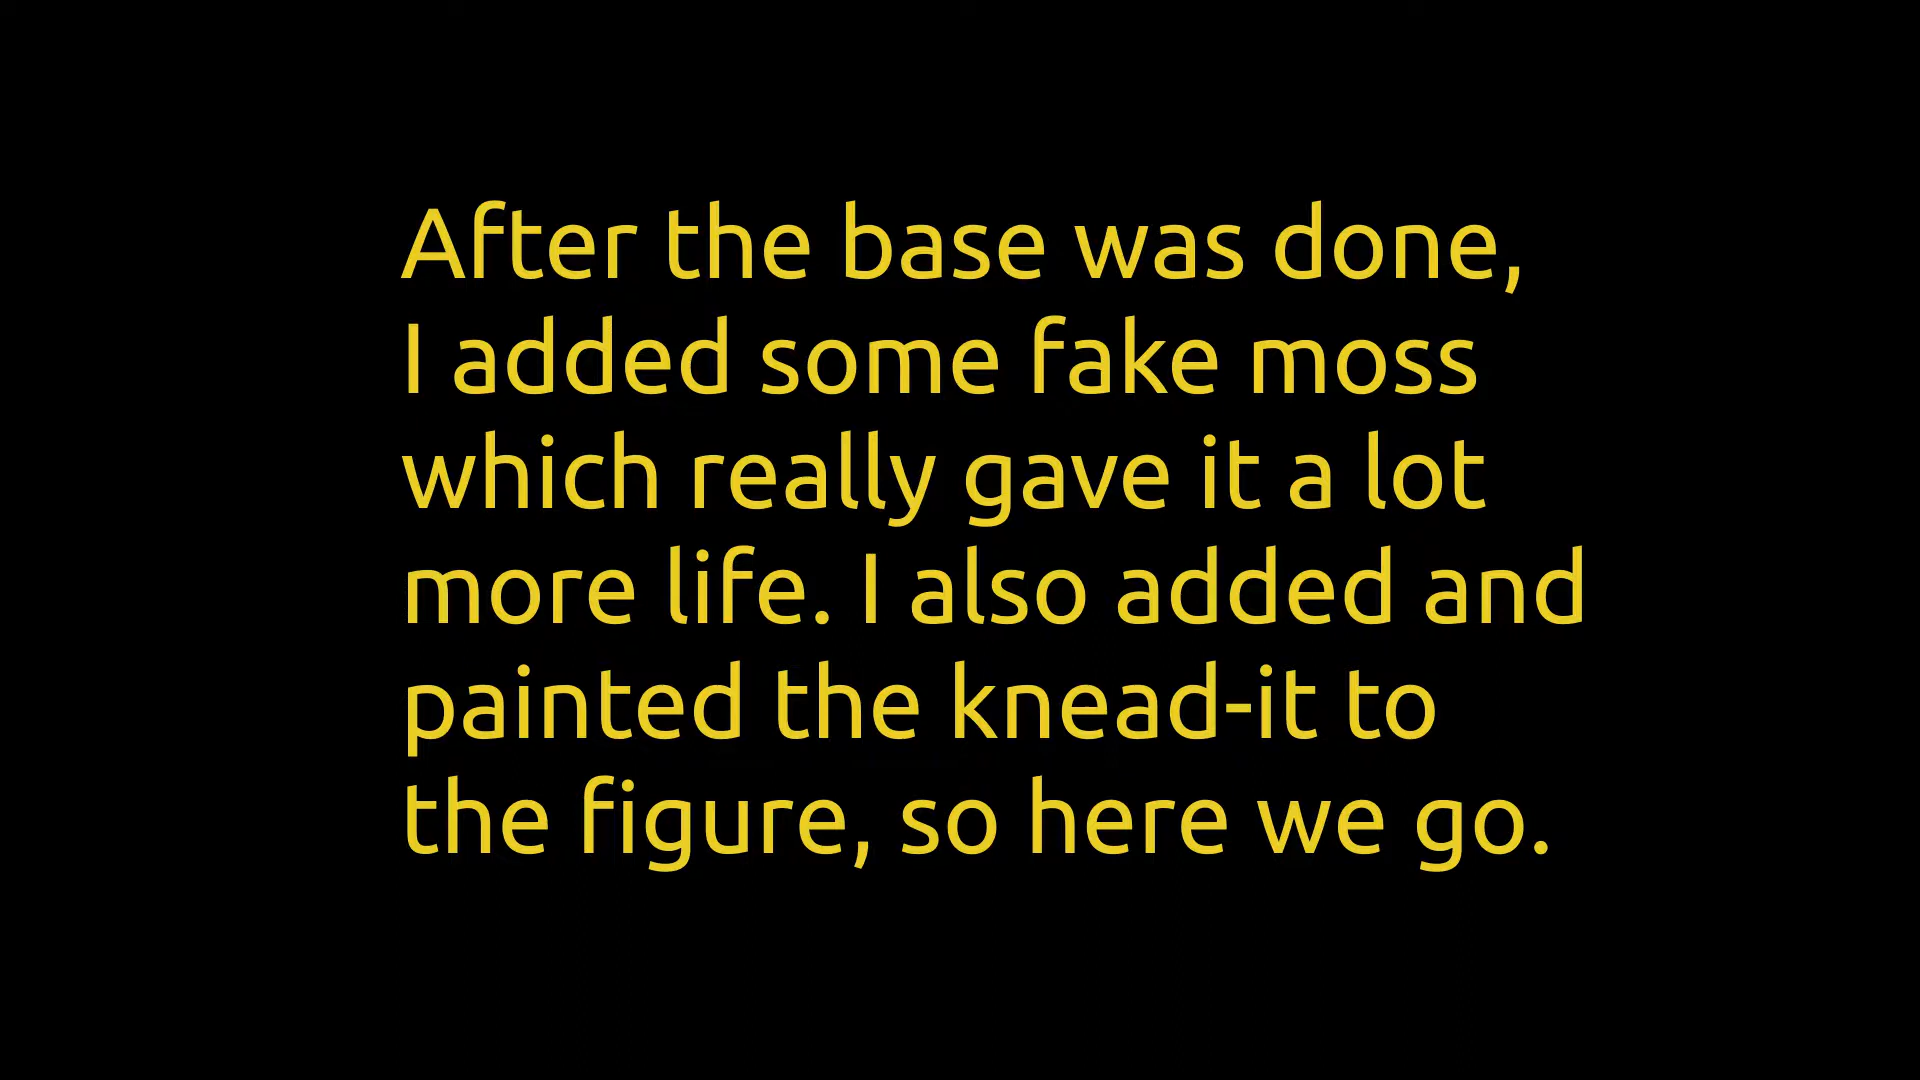 After the base was done,
I added some fake moss
which really gave it a lot
more life. I also added and
painted the knead-it to
the figure, so here we go.